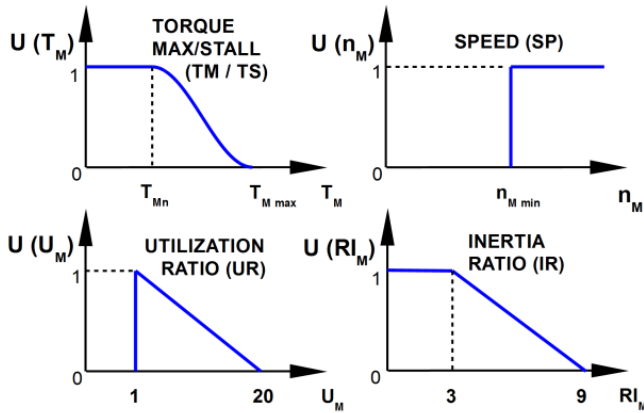 U (T_M)
TORQUE
MAX/STALL
(TM / TS)
1
0
T_Mn
T_M max
T_M
U (n_M)
SPEED (SP)
1
0
n_M min
n_M
U (U_M)
UTILIZATION
RATIO (UR)
1
0
1
20
U_M
U (RI_M)
INERTIA
RATIO (IR)
1
0
3
9
RI_M